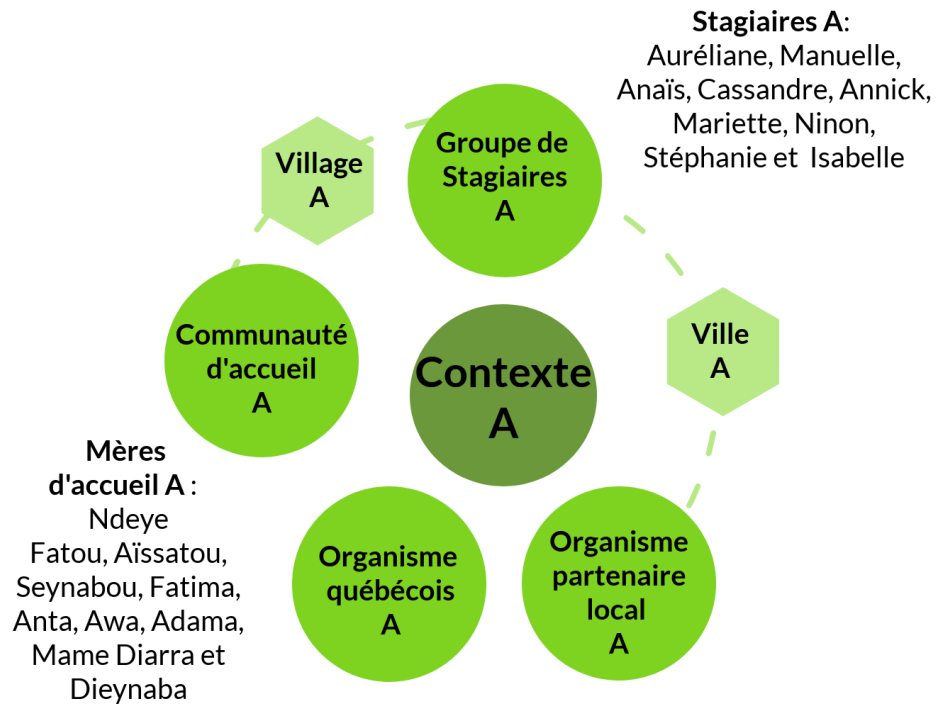 Stagiaires A:
Auréliane, Manuelle,
Anaïs, Cassandre, Annick,
Mariette, Ninon,
Stéphanie et Isabelle
Groupe de
Stagiaires
A
Village
A
Ville
A
Communauté
d'accueil
A
Contexte
A
Mères
d'accueil A :
Ndeye
Fatou, Aïssatou,
Seynabou, Fatima,
Anta, Awa, Adama,
Mame Diarra et
Dieynaba
Organisme
québécois
A
Organisme
partenaire
local
A